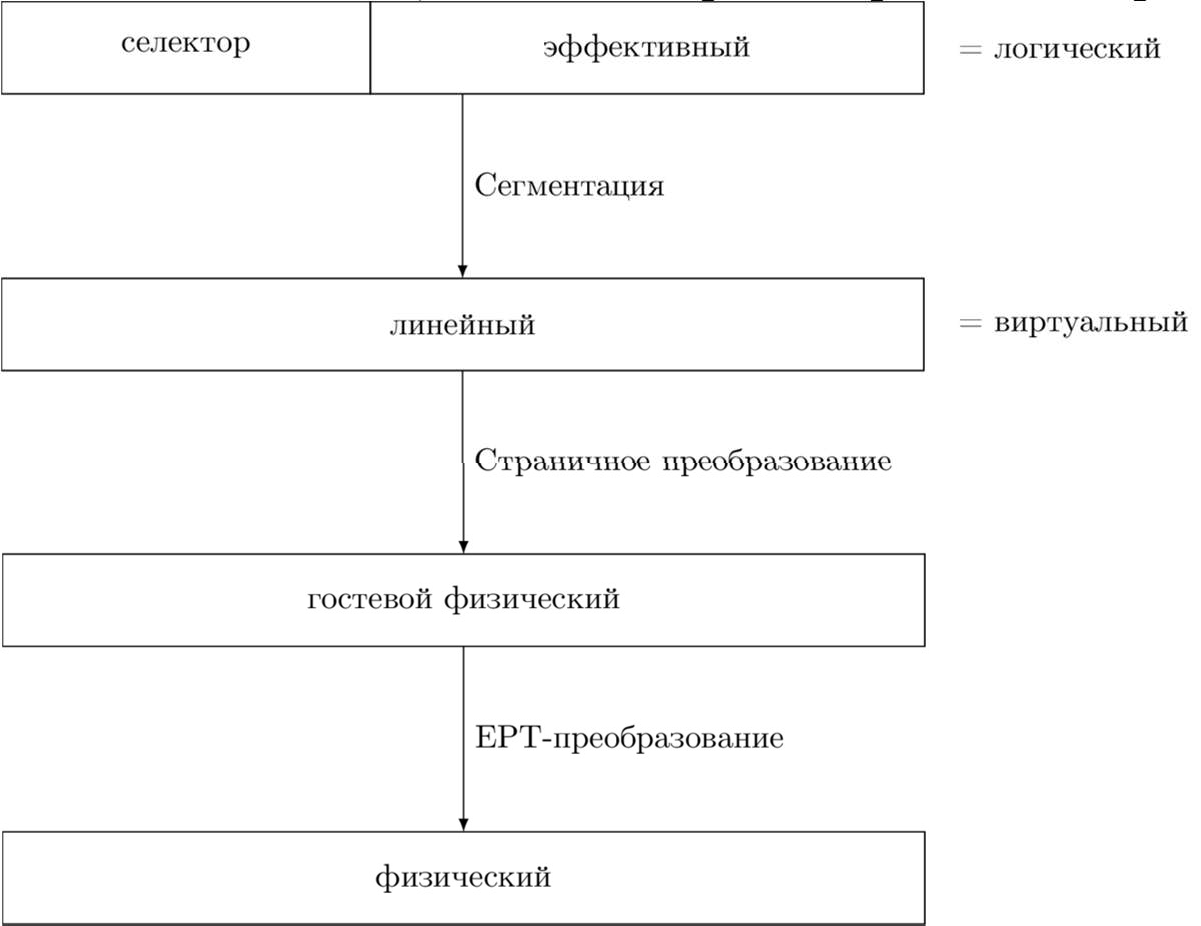 селектор
эффективный
= логический
Сегментация
линейный
= виртуальный
Страничное преобразование
гостевой физический
EPT-преобразование
физический